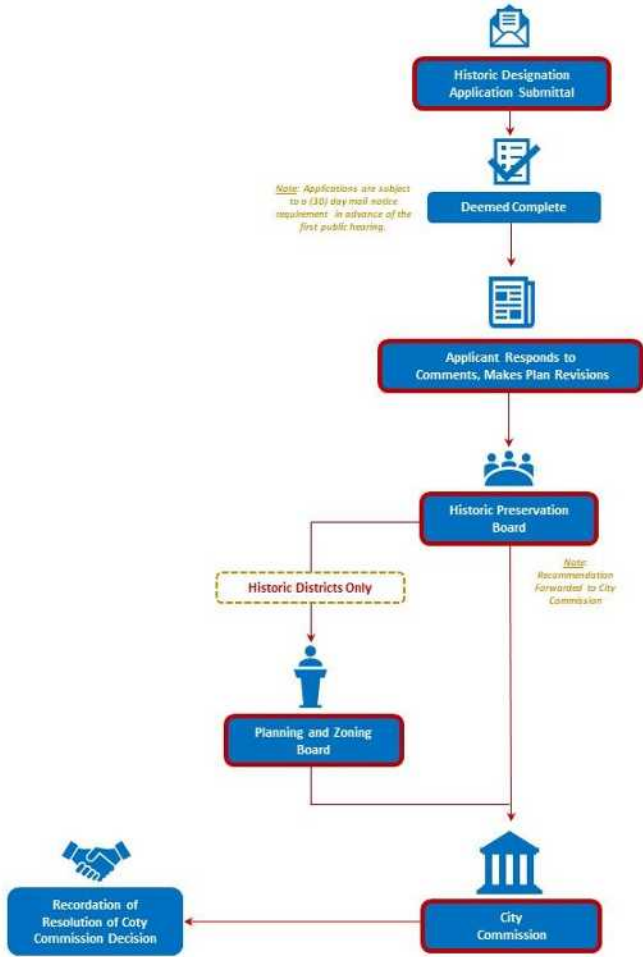 Historic Designation
Application Submittal
Note: Applications are subject
to a (30) day mail notice
requirement in advance of the
first public hearing.
Deemed Complete
Applicant Responds to
Comments, Makes Plan Revisions
Historic Preservation
Board
Historic Districts Only
Note:
Recommendation
Forwarded to City
Commission
Planning and Zoning
Board
City
Commission
Recordation of
Resolution of Coty
Commission Decision